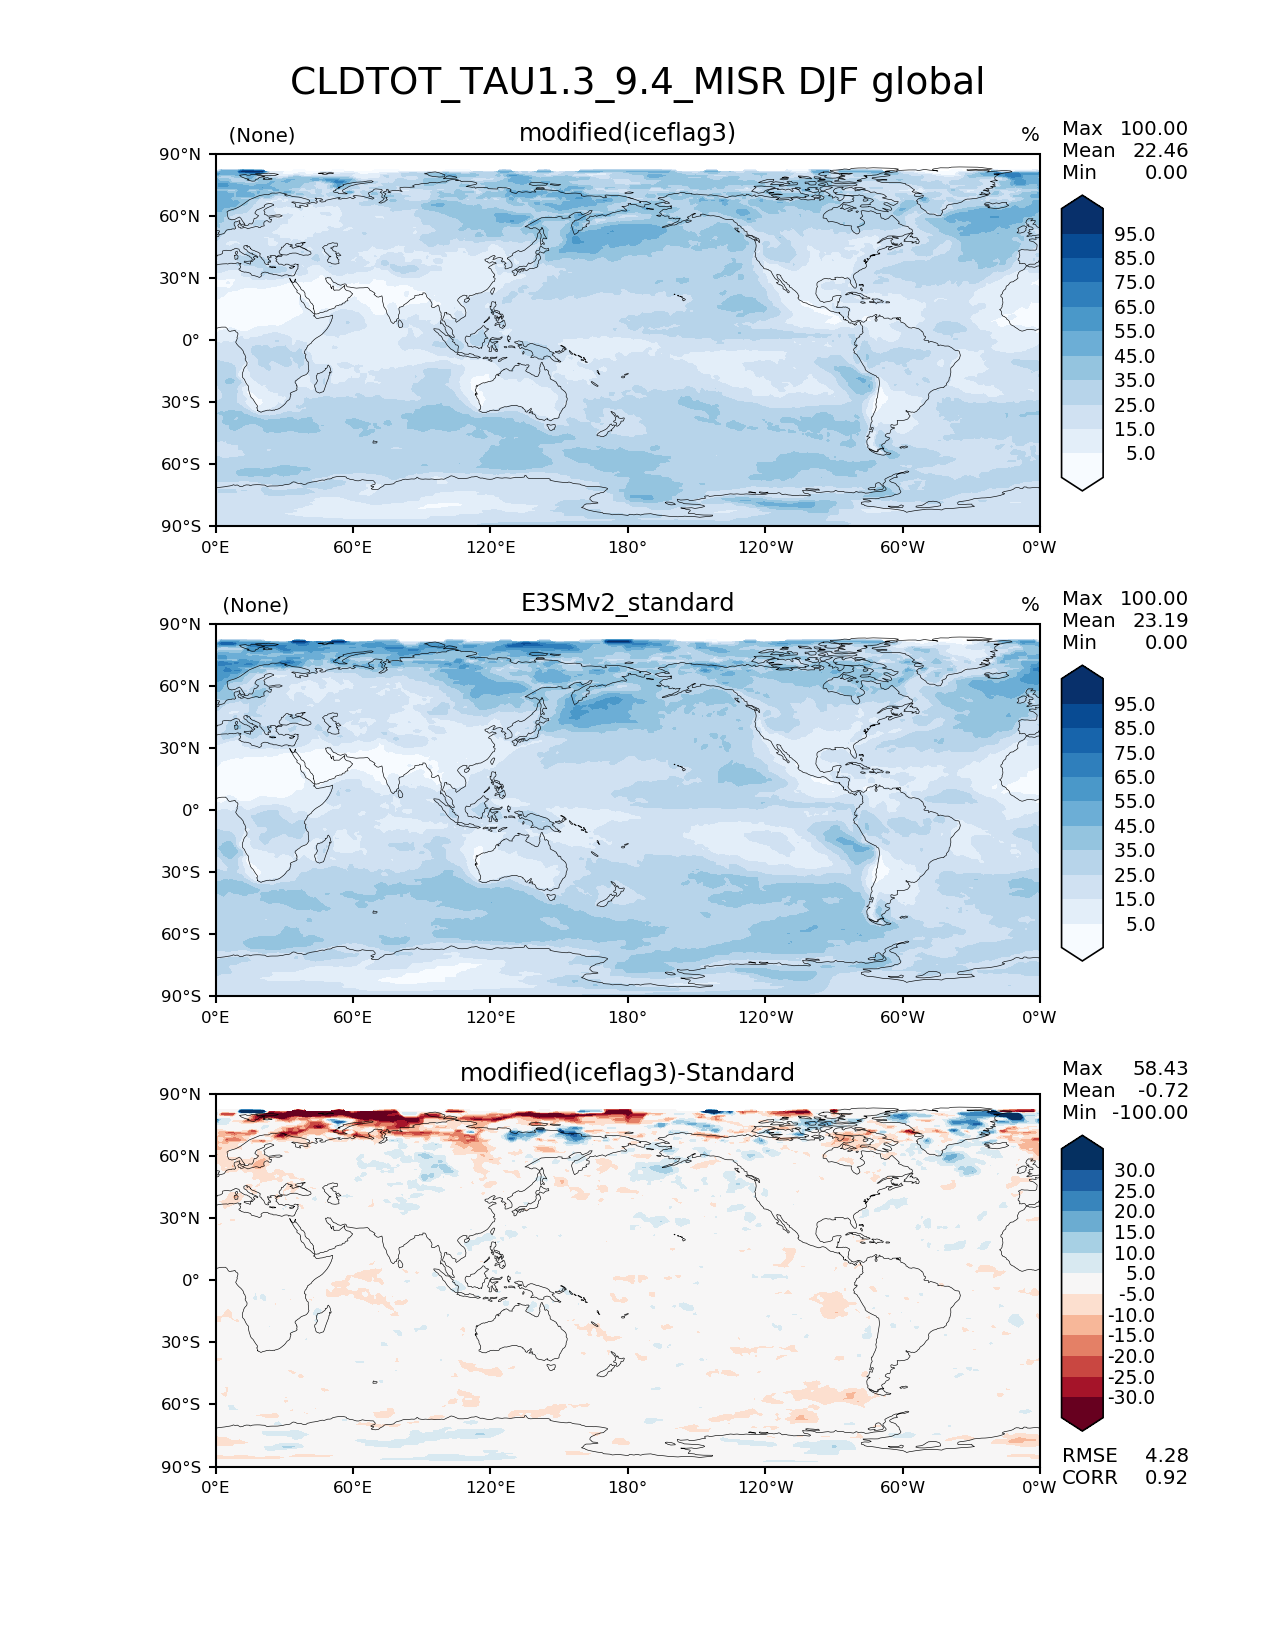 CLDTOT_TAU1.3_9.4_MISR DJF global
(None) modified(iceflag3) %
Max 100.00
Mean 22.46
Min 0.00
90°N
60°N
30°N
0°
30°S
60°S
90°S
0°E 60°E 120°E 180° 120°W 60°W 0°W
95.0
85.0
75.0
65.0
55.0
45.0
35.0
25.0
15.0
5.0
(None) E3SMv2_standard %
Max 100.00
Mean 23.19
Min 0.00
90°N
60°N
30°N
0°
30°S
60°S
90°S
0°E 60°E 120°E 180° 120°W 60°W 0°W
95.0
85.0
75.0
65.0
55.0
45.0
35.0
25.0
15.0
5.0
modified(iceflag3)-Standard
Max 58.43
Mean -0.72
Min -100.00
90°N
60°N
30°N
0°
30°S
60°S
90°S
0°E 60°E 120°E 180° 120°W 60°W 0°W
30.0
25.0
20.0
15.0
10.0
5.0
-5.0
-10.0
-15.0
-20.0
-25.0
-30.0
RMSE 4.28
CORR 0.92